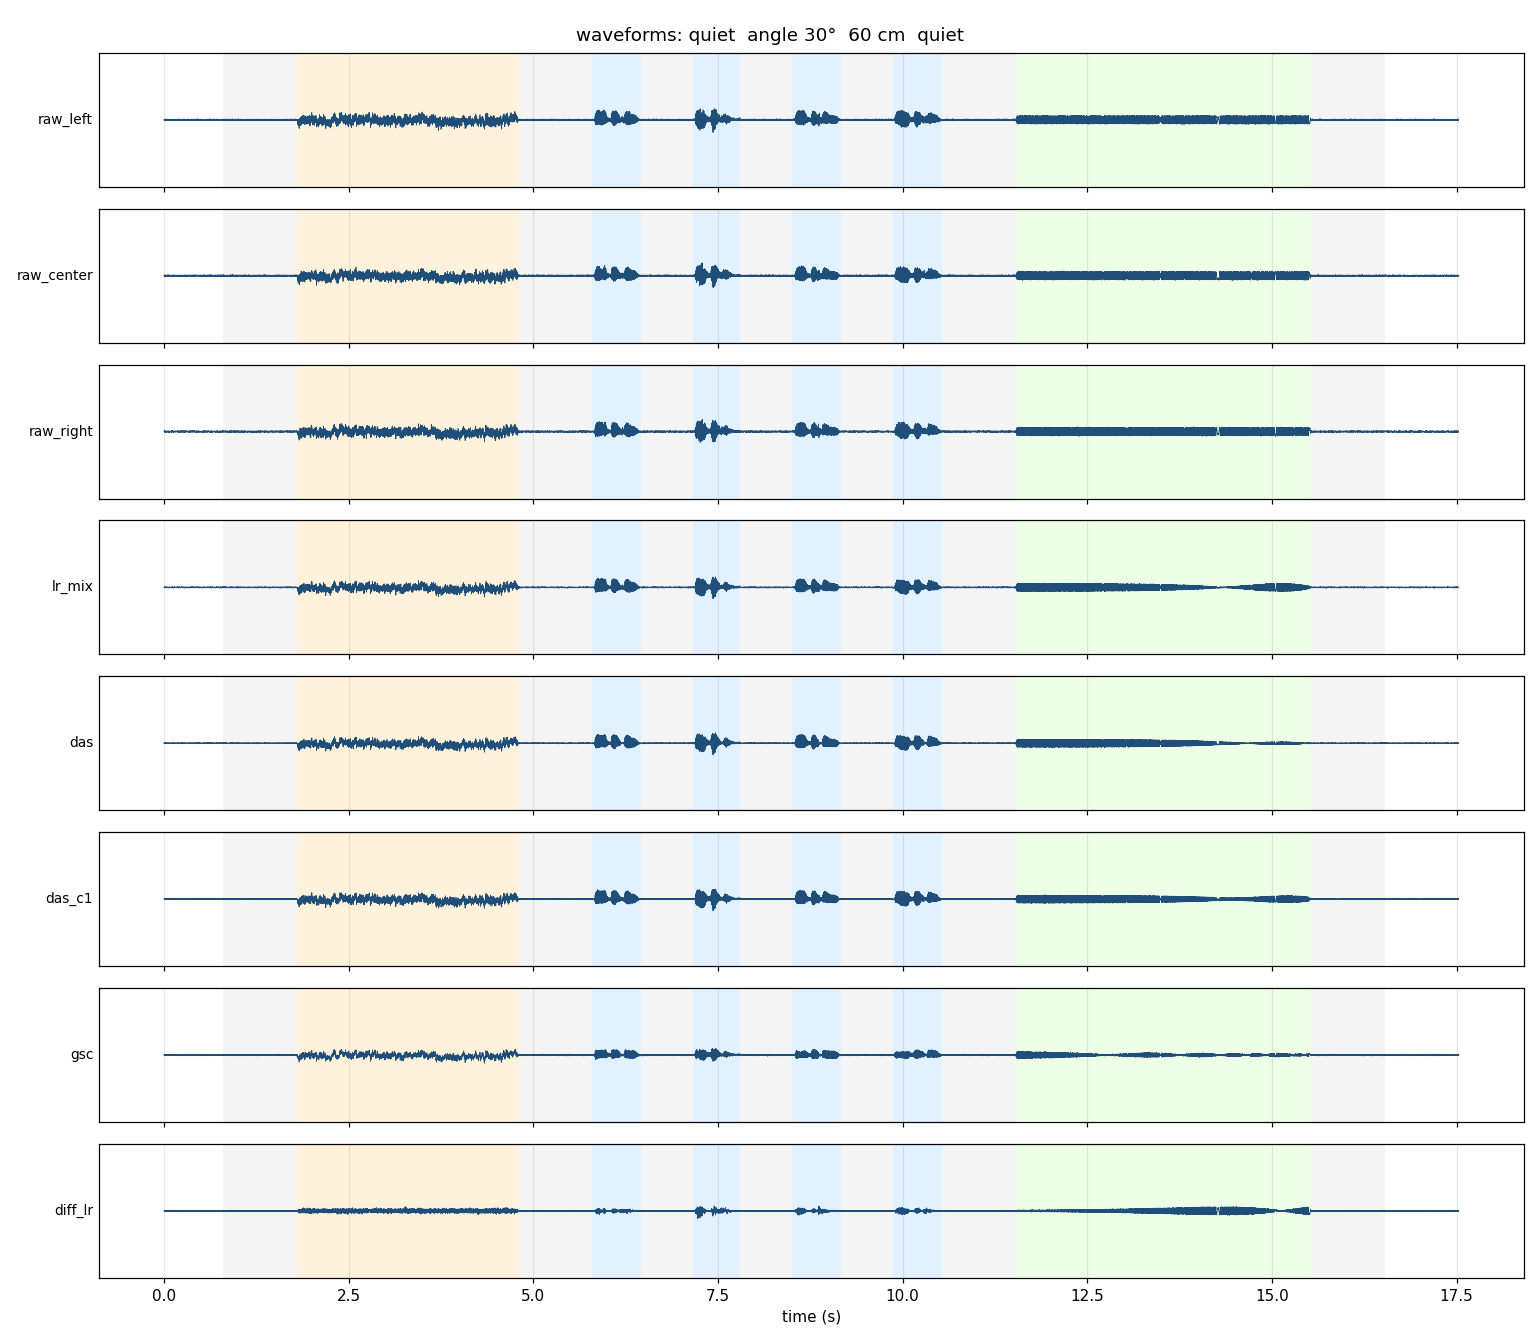 waveforms: quiet  angle 30°  60 cm  quiet
raw_left
raw_center
raw_right
lr_mix
das
das_c1
gsc
diff_lr
0.0 2.5 5.0 7.5 10.0 12.5 15.0 17.5
time (s)